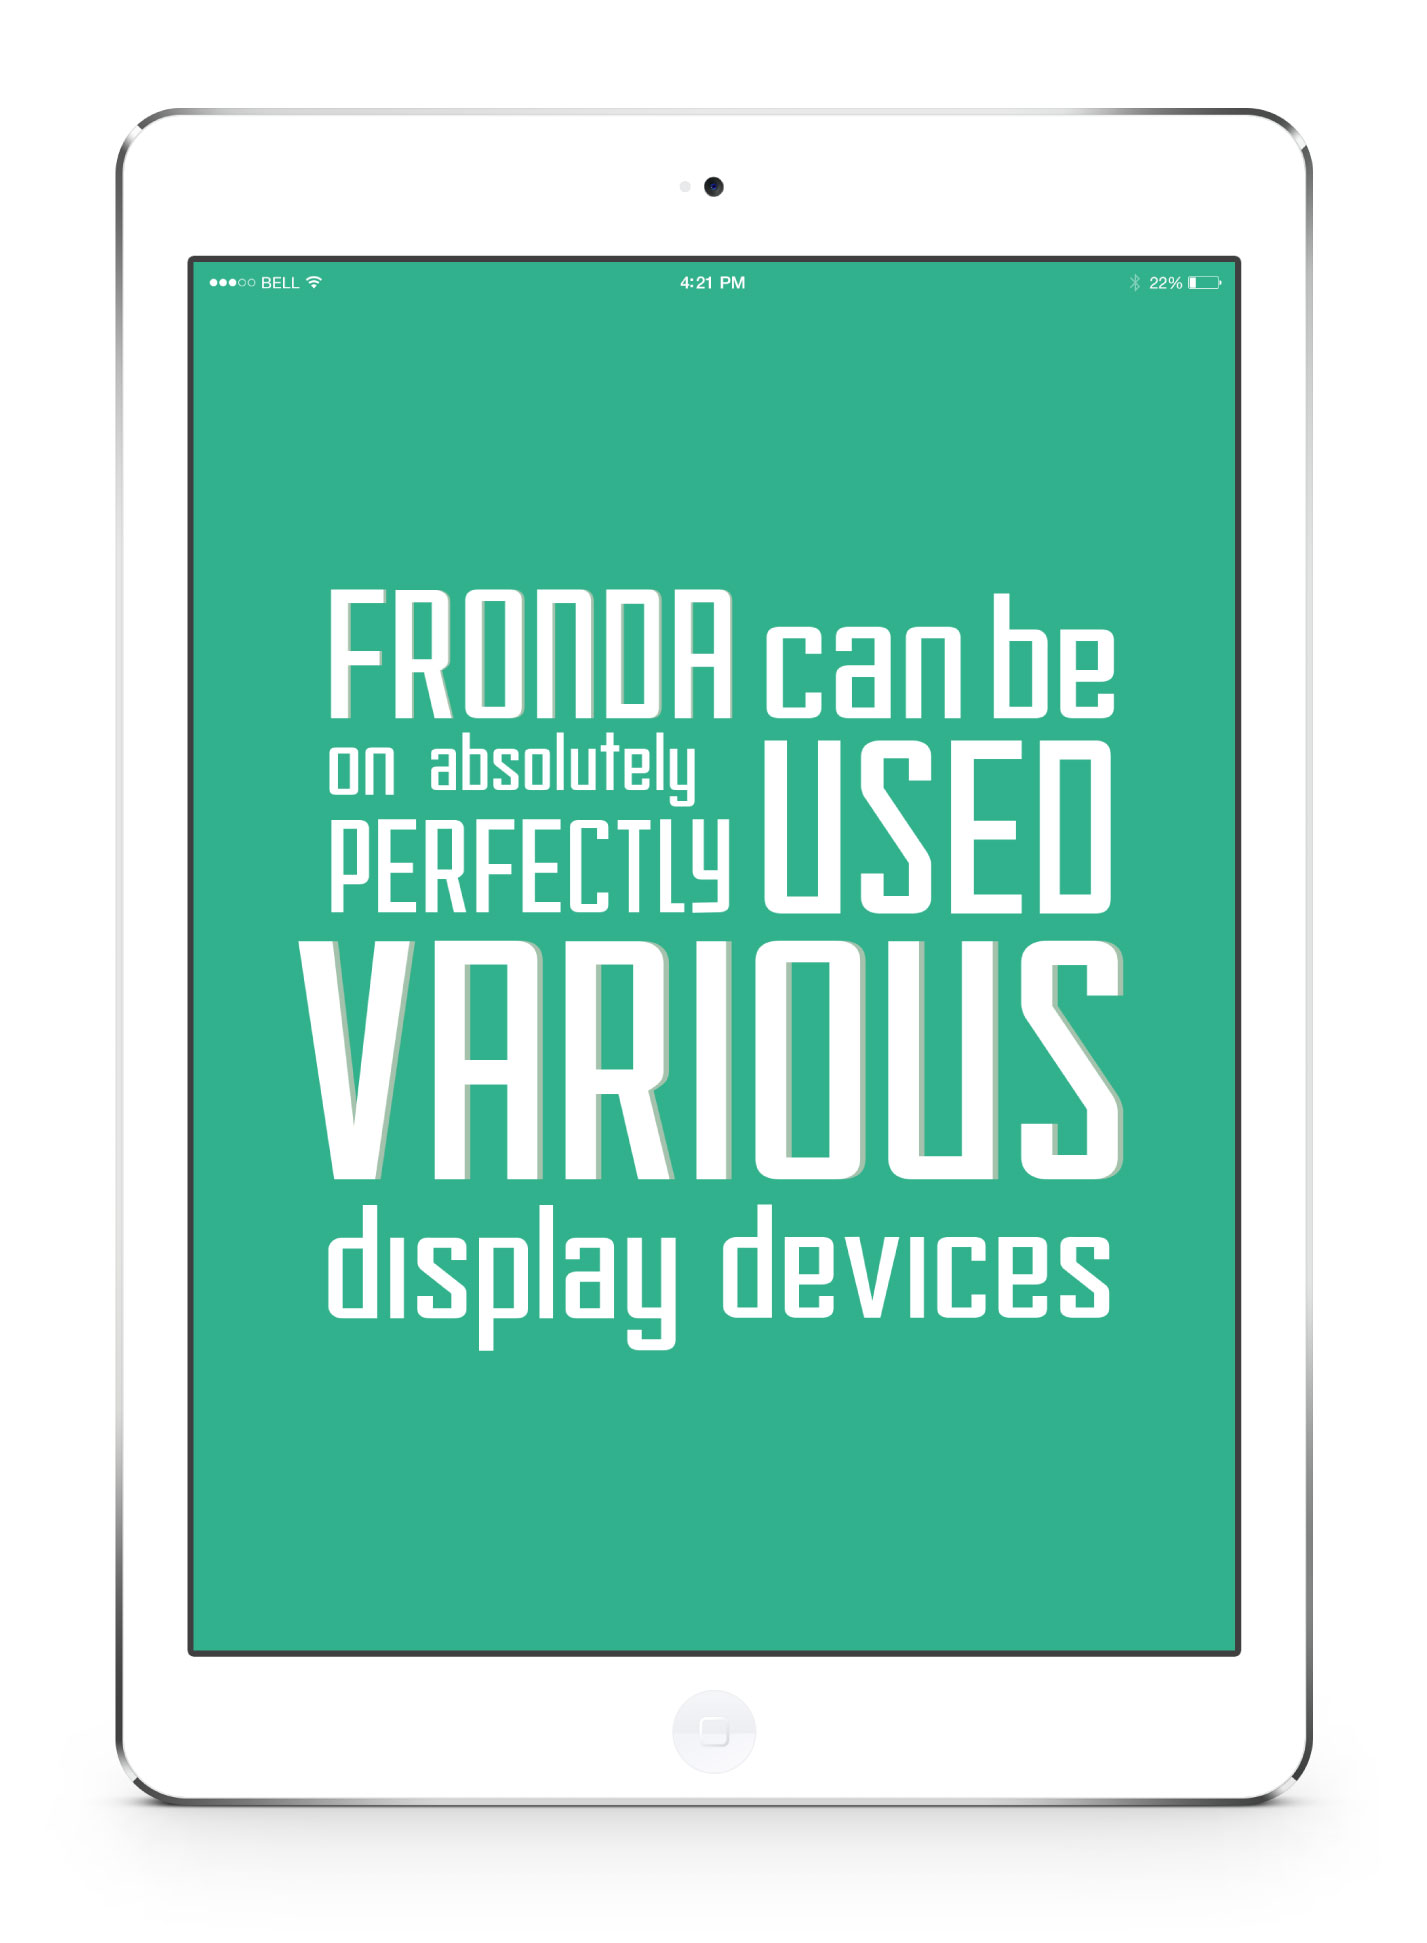 BELL 4:21 PM 22%
FRONDA can be
on absolutely USED
PERFECTLY
VARIOUS
display devices